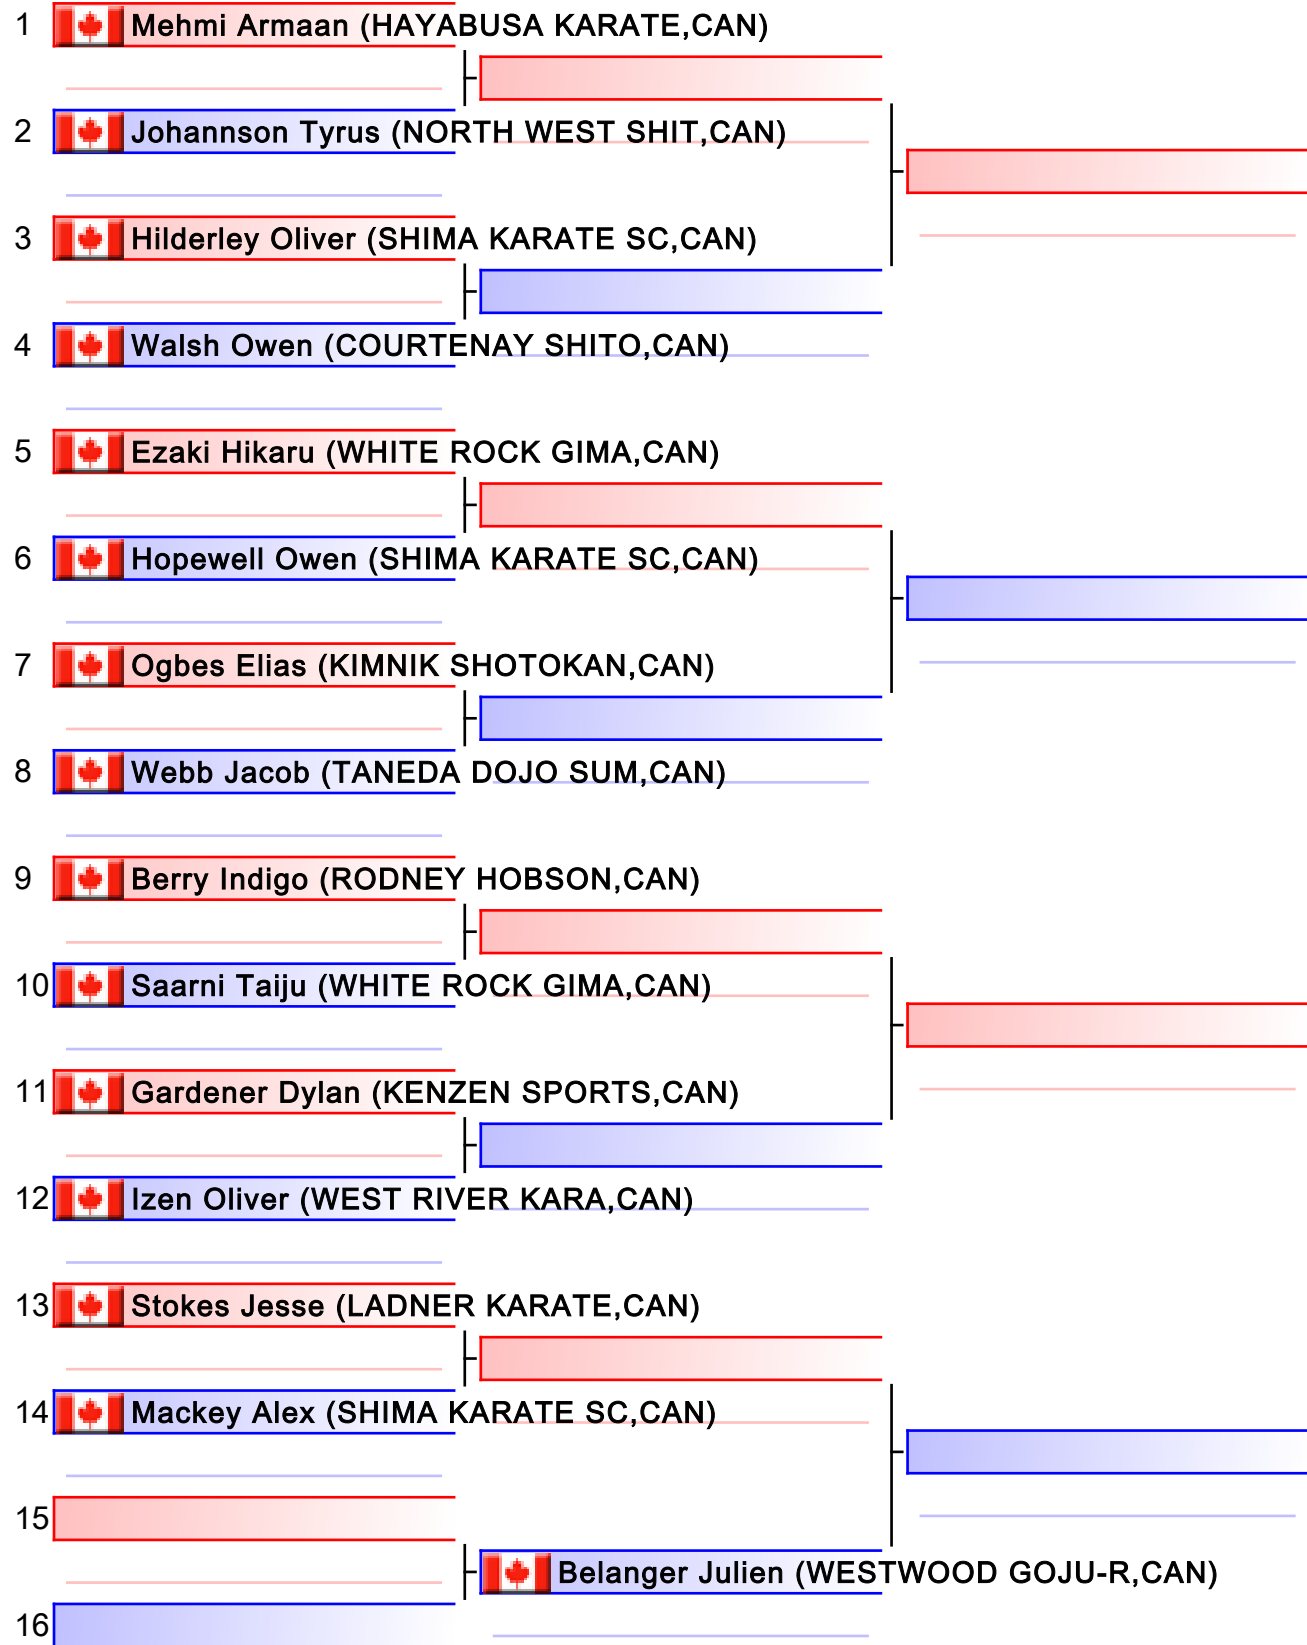 1 Mehmi Armaan (HAYABUSA KARATE,CAN)
2 Johannson Tyrus (NORTH WEST SHIT,CAN)
3 Hilderley Oliver (SHIMA KARATE SC,CAN)
4 Walsh Owen (COURTENAY SHITO,CAN)
5 Ezaki Hikaru (WHITE ROCK GIMA,CAN)
6 Hopewell Owen (SHIMA KARATE SC,CAN)
7 Ogbes Elias (KIMNIK SHOTOKAN,CAN)
8 Webb Jacob (TANEDA DOJO SUM,CAN)
9 Berry Indigo (RODNEY HOBSON,CAN)
10 Saarni Taiju (WHITE ROCK GIMA,CAN)
11 Gardener Dylan (KENZEN SPORTS,CAN)
12 Izen Oliver (WEST RIVER KARA,CAN)
13 Stokes Jesse (LADNER KARATE,CAN)
14 Mackey Alex (SHIMA KARATE SC,CAN)
15
Belanger Julien (WESTWOOD GOJU-R,CAN)
16